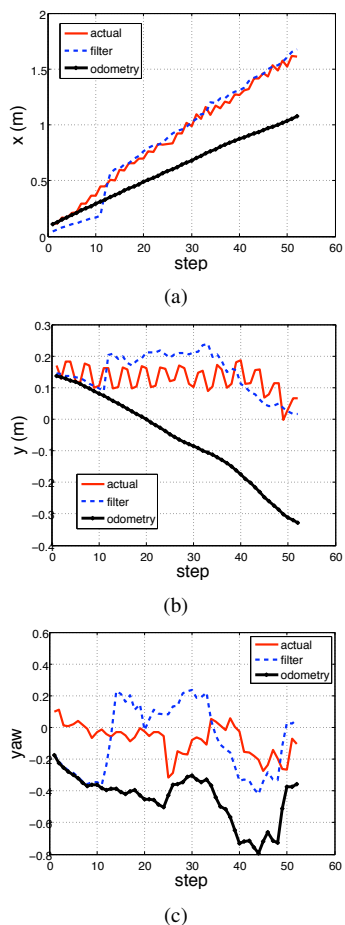 2
1.5
1
0.5
0
x (m)
actual
filter
odometry
0 10 20 30 40 50 60
step
(a)
0.3
0.2
0.1
0
−0.1
−0.2
−0.3
−0.4
y (m)
actual
filter
odometry
0 10 20 30 40 50 60
step
(b)
0.6
0.4
0.2
0
−0.2
−0.4
−0.6
−0.8
yaw
actual
filter
odometry
0 10 20 30 40 50 60
step
(c)